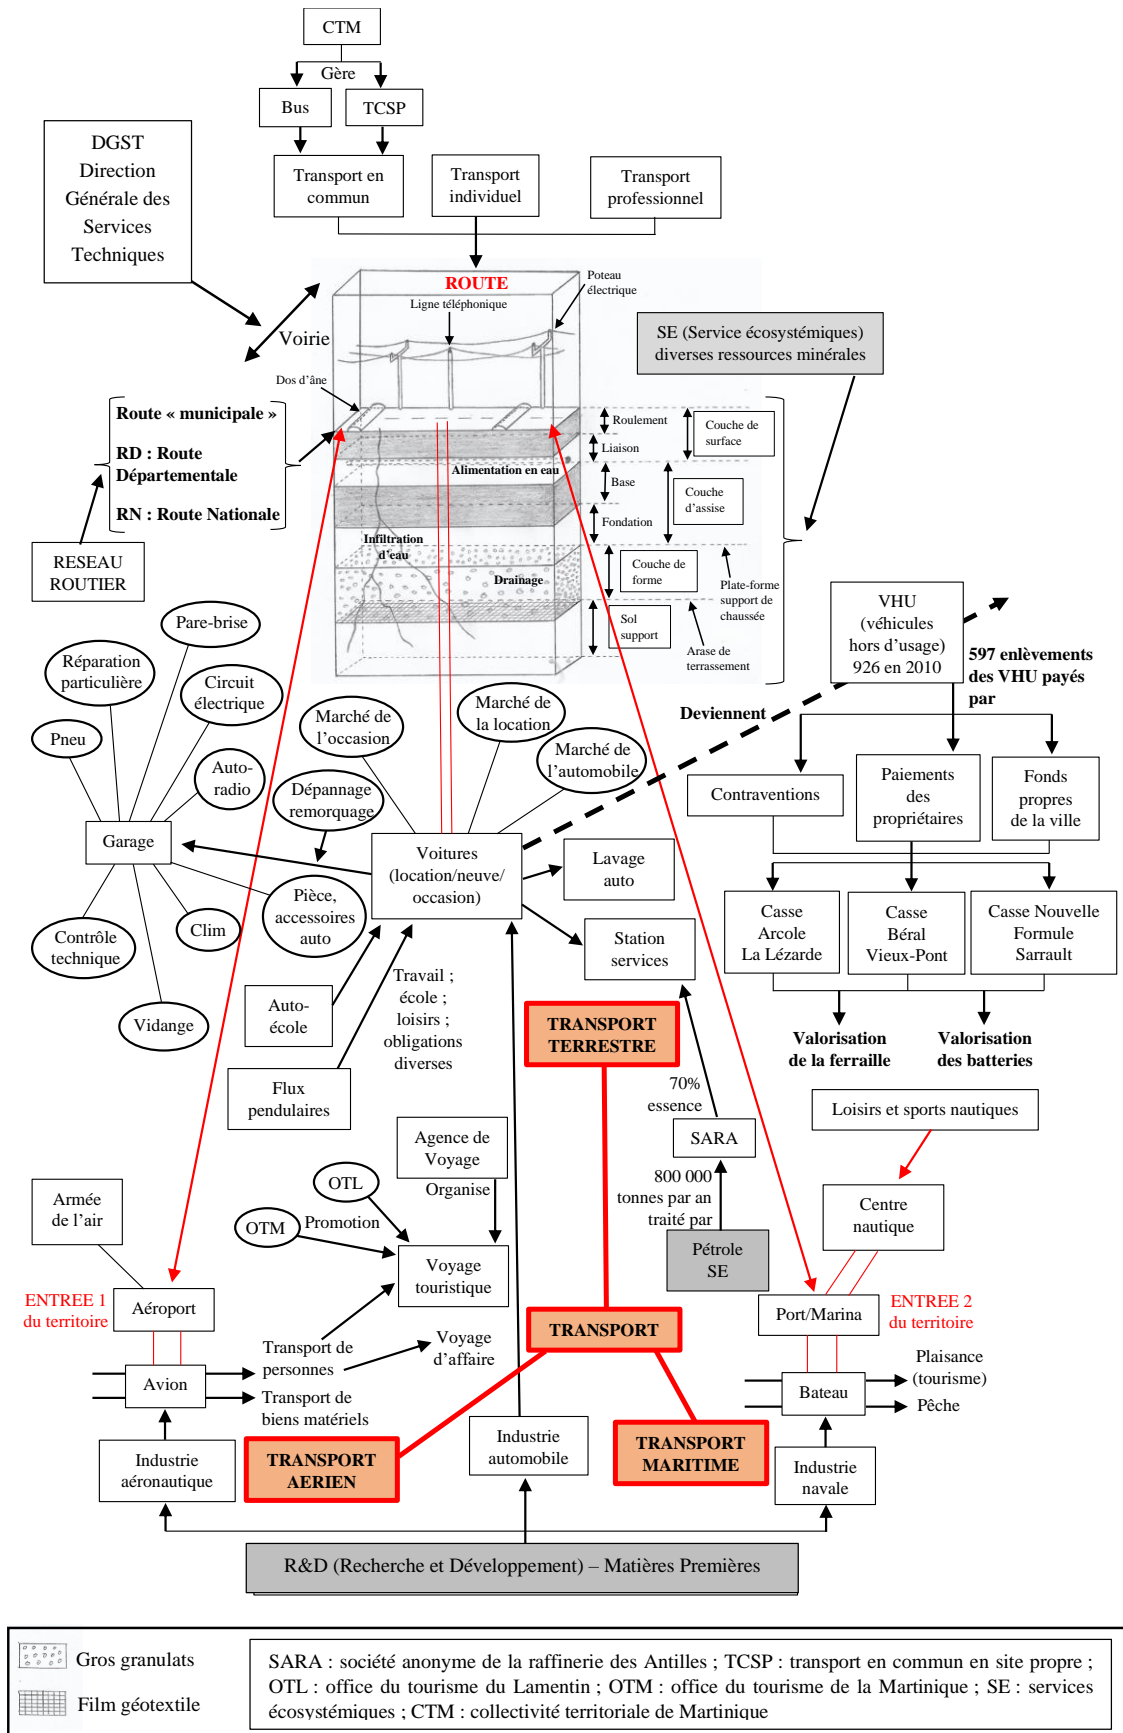 CTM
Gère
Bus
TCSP
DGST
Direction
Générale des
Services
Techniques
Transport en
commun
Transport
individuel
Transport
professionnel
ROUTE
Ligne téléphonique
Poteau
électrique
Voirie
Dos d'âne
SE (Service écosystémiques)
diverses ressources minérales
Route « municipale »
RD : Route
Départementale
RN : Route Nationale
RESEAU
ROUTIER
Roulement
Liaison
Couche de
surface
Alimentation en eau
Base
Couche
d'assise
Fondation
Infiltration
d'eau
Drainage
Couche de
forme
Plate-forme
support de
chaussée
Sol
support
Arase de
terrassement
VHU
(véhicules
hors d'usage)
926 en 2010
597 enlèvements
des VHU payés
par
Deviennent
Contraventions
Paiements
des
propriétaires
Fonds
propres
de la ville
Casse
Arcole
La Lézarde
Casse
Béral
Vieux-Pont
Casse Nouvelle
Formule
Sarrault
Valorisation
de la ferraille
Valorisation
des batteries
Pare-brise
Réparation
particulière
Circuit
électrique
Pneu
Auto-
radio
Garage
Dépannage
remorquage
Pièce,
accessoires
auto
Clim
Contrôle
technique
Vidange
Marché de
l'occasion
Marché de
la location
Marché de
l'automobile
Voitures
(location/neuve/
occasion)
Lavage
auto
Station
services
Auto-
école
Travail ;
école ;
loisirs ;
obligations
diverses
Flux
pendulaires
TRANSPORT
TERRESTRE
70%
essence
SARA
800 000
tonnes par an
traité par
Pétrole
SE
Loisirs et sports nautiques
Centre
nautique
Agence de
Voyage
Organise
OTL
OTM
Promotion
Voyage
touristique
Armée
de l'air
ENTREE 1
du territoire
Aéroport
Transport de
personnes
Voyage
d'affaire
Avion
Transport de
biens matériels
TRANSPORT
Port/Marina
ENTREE 2
du territoire
Plaisance
(tourisme)
Bateau
Pêche
Industrie
aéronautique
TRANSPORT
AERIEN
Industrie
automobile
TRANSPORT
MARITIME
Industrie
navale
R&D (Recherche et Développement) – Matières Premières
Gros granulats
Film géotextile
SARA : société anonyme de la raffinerie des Antilles ; TCSP : transport en commun en site propre ;
OTL : office du tourisme du Lamentin ; OTM : office du tourisme de la Martinique ; SE : services
écosystémiques ; CTM : collectivité territoriale de Martinique